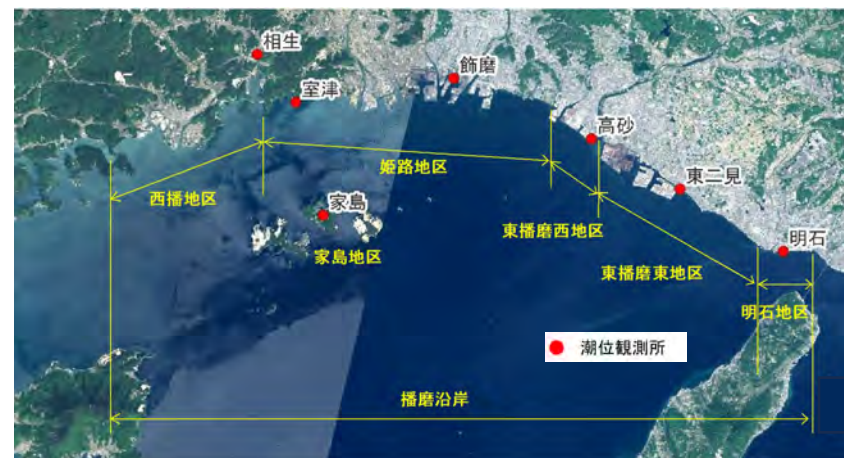 相生
飾磨
室津
高砂
姫路地区
東二見
西播地区
家島
東播磨西地区
明石
家島地区
東播磨東地区
明石地区
潮位観測所
播磨沿岸